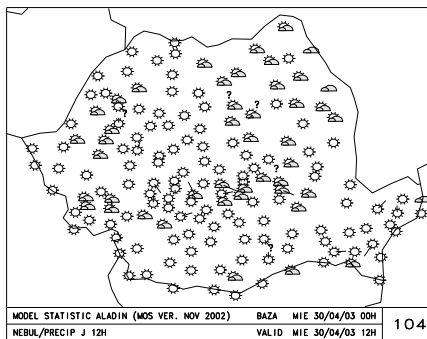 MODEL STATISTIC ALADIN (MOS VER. NOV 2002) BAZA MIE 30/04/03 00H
NEBUL/PRECIP J 12H VALID MIE 30/04/03 12H
104